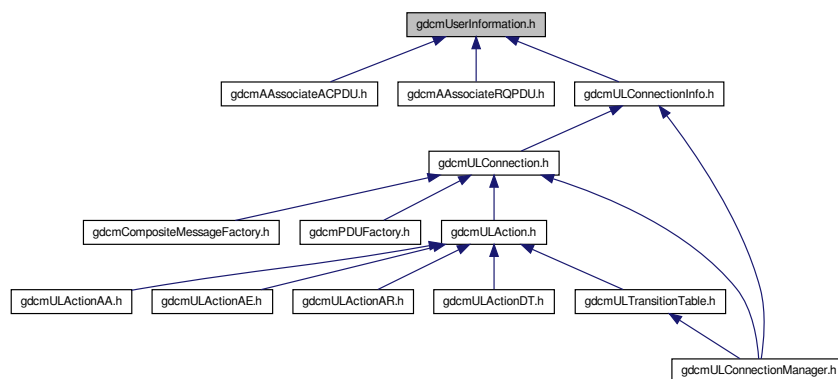 gdcmUserInformation.h
gdcmAAssociateACPDU.h
gdcmAAssociateRQPDU.h
gdcmULConnectionInfo.h
gdcmULConnection.h
gdcmCompositeMessageFactory.h
gdcmPDUFactory.h
gdcmULAction.h
gdcmULActionAA.h
gdcmULActionAE.h
gdcmULActionAR.h
gdcmULActionDT.h
gdcmULTransitionTable.h
gdcmULConnectionManager.h